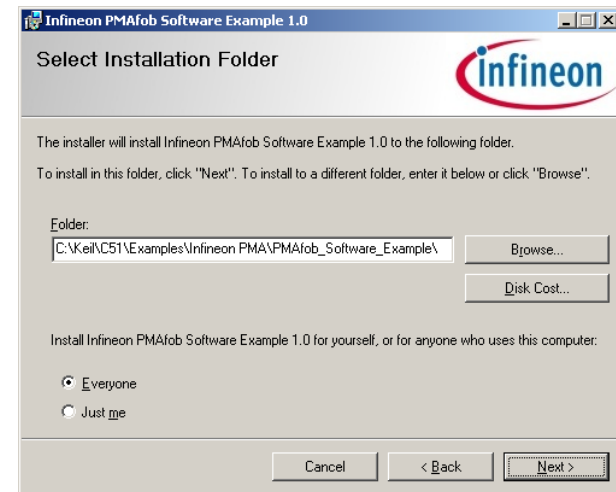 Infineon PMAfob Software Example 1.0
Select Installation Folder
infineon
The installer will install Infineon PMAfob Software Example 1.0 to the following folder.
To install in this folder, click "Next". To install to a different folder, enter it below or click "Browse".
Folder:
C:\Keil\C51\Examples\Infineon PMA\PMAfob_Software_Example\
Browse...
Disk Cost...
Install Infineon PMAfob Software Example 1.0 for yourself, or for anyone who uses this computer:
Everyone
Just me
Cancel
< Back
Next >